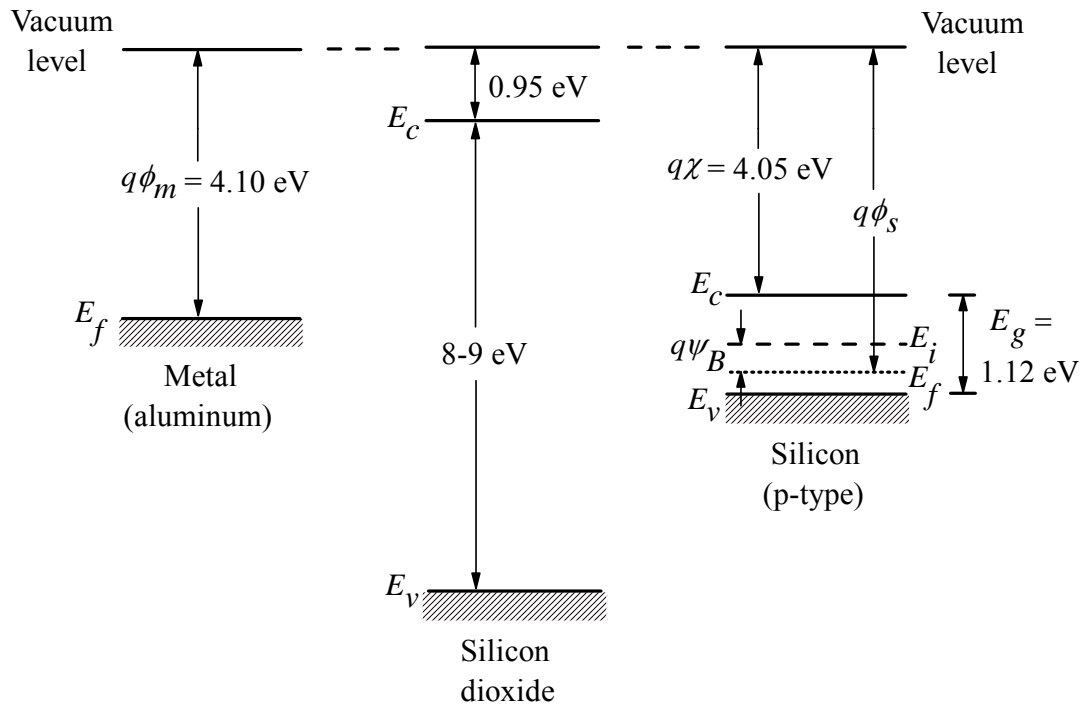 Vacuum
level
qϕ_m = 4.10 eV
E_f
Metal
(aluminum)
0.95 eV
E_c
8-9 eV
E_v
Silicon
dioxide
Vacuum
level
qχ = 4.05 eV
qϕ_s
E_c
qψ_B
E_i
E_f
E_v
E_g =
1.12 eV
Silicon
(p-type)